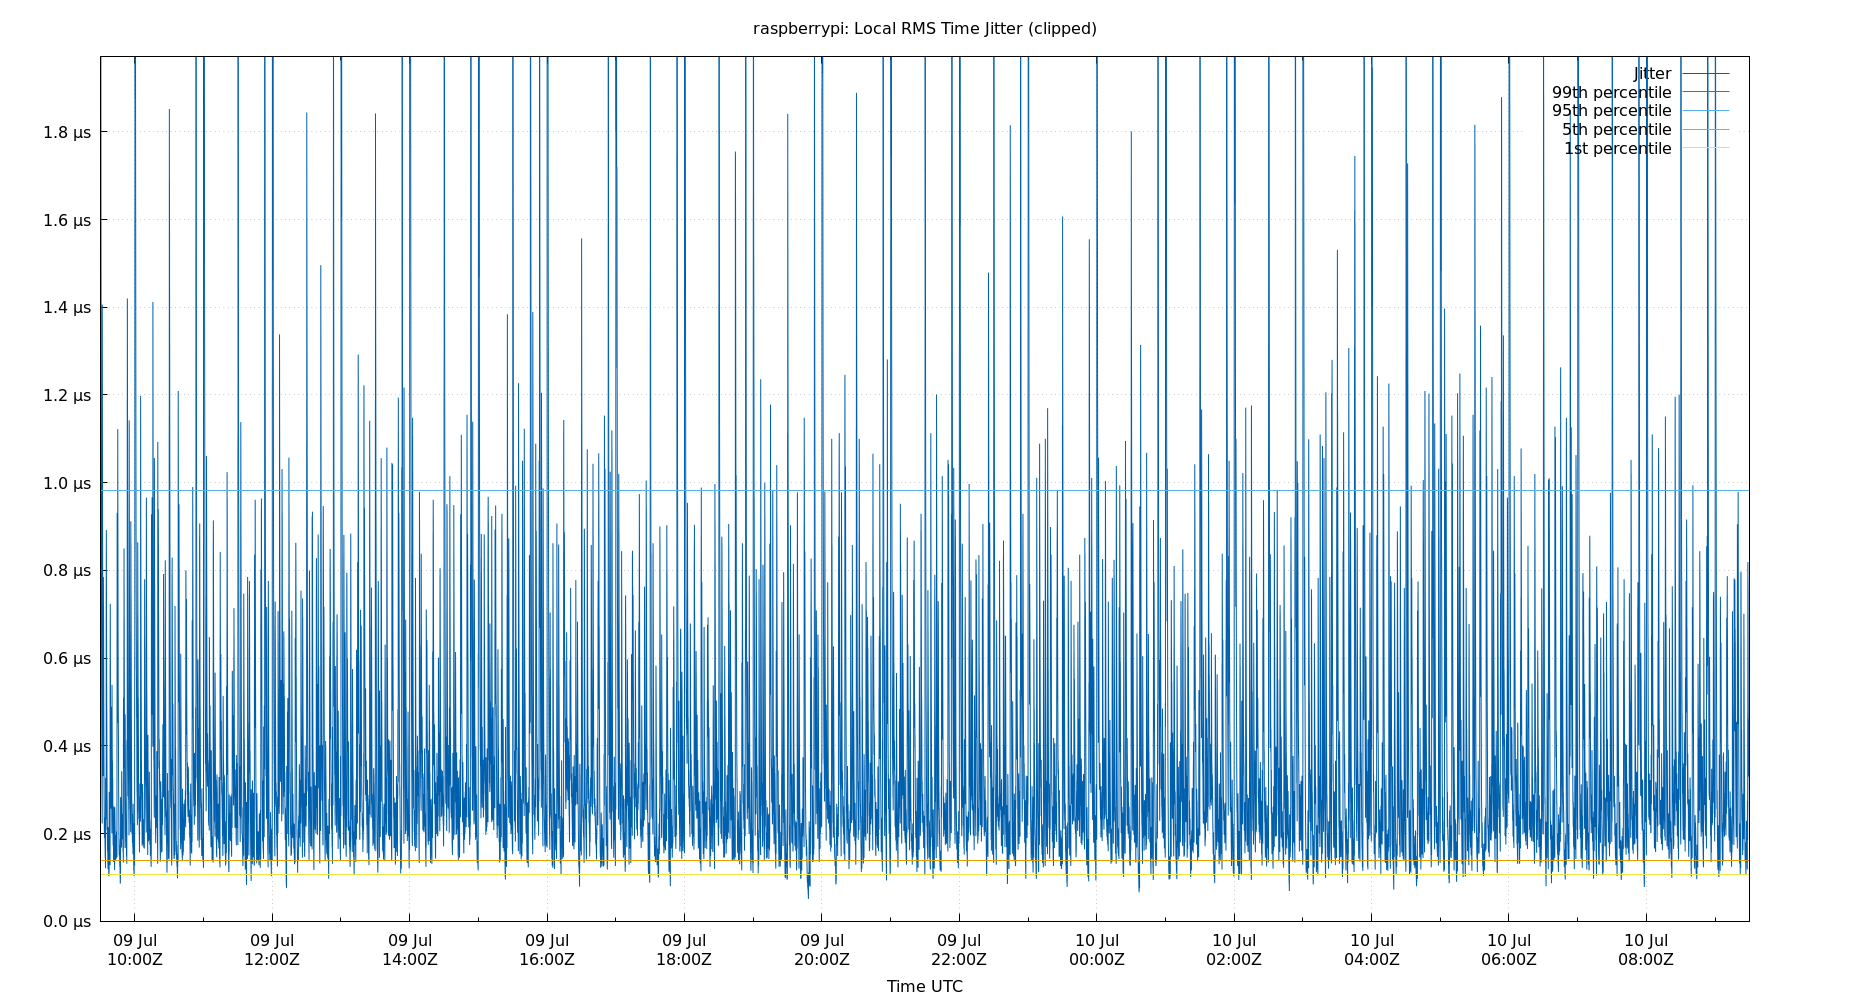 raspberrypi: Local RMS Time Jitter (clipped)
Jitter
99th percentile
95th percentile
5th percentile
1st percentile
1.8 µs
1.6 µs
1.4 µs
1.2 µs
1.0 µs
0.8 µs
0.6 µs
0.4 µs
0.2 µs
0.0 µs
09 Jul 09 Jul 09 Jul 09 Jul 09 Jul 09 Jul 09 Jul 10 Jul 10 Jul 10 Jul 10 Jul 10 Jul
10:00Z 12:00Z 14:00Z 16:00Z 18:00Z 20:00Z 22:00Z 00:00Z 02:00Z 04:00Z 06:00Z 08:00Z
Time UTC